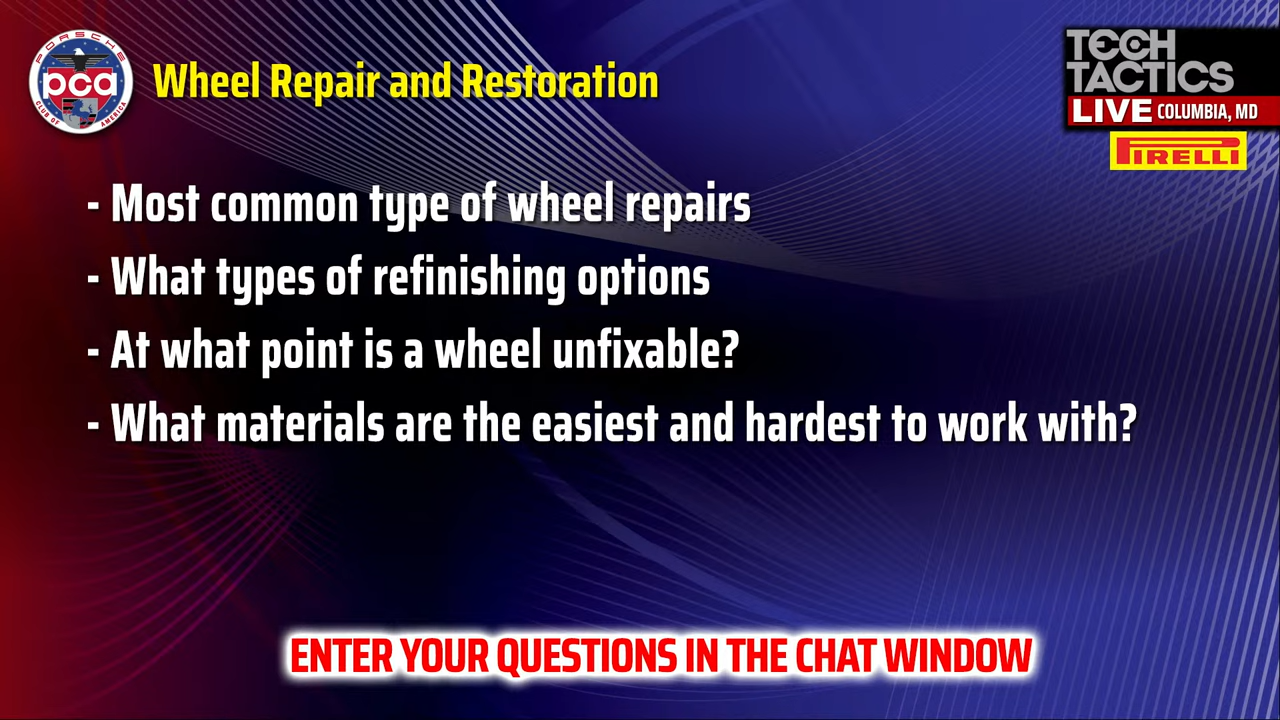 PORSCHE
pca
CLUB OF AMERICA
Wheel Repair and Restoration
TECH
TACTICS
LIVE COLUMBIA, MD
PIRELLI
- Most common type of wheel repairs
- What types of refinishing options
- At what point is a wheel unfixable?
- What materials are the easiest and hardest to work with?
ENTER YOUR QUESTIONS IN THE CHAT WINDOW